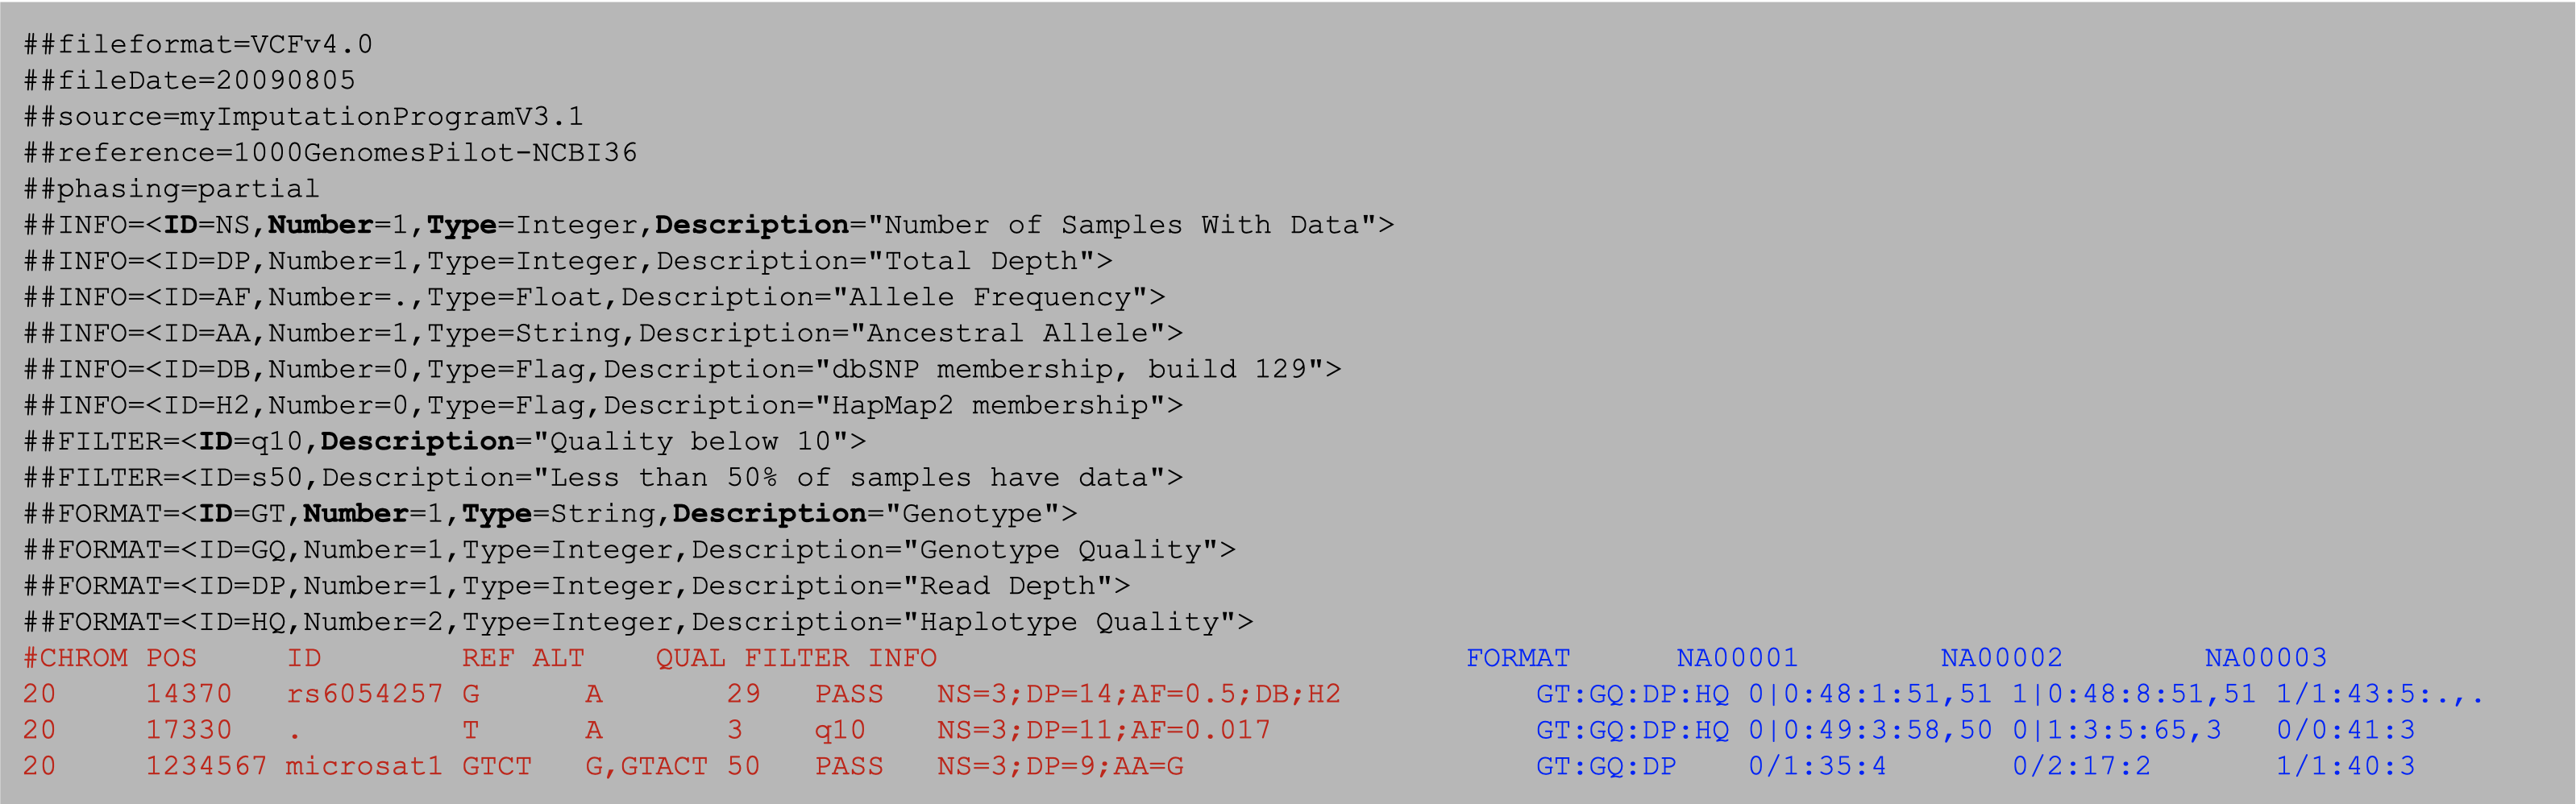 ##fileformat=VCFv4.0
##fileDate=20090805
##source=myImputationProgramV3.1
##reference=1000GenomesPilot-NCBI36
##phasing=partial
##INFO=<ID=NS,Number=1,Type=Integer,Description="Number of Samples With Data">
##INFO=<ID=DP,Number=1,Type=Integer,Description="Total Depth">
##INFO=<ID=AF,Number=.,Type=Float,Description="Allele Frequency">
##INFO=<ID=AA,Number=1,Type=String,Description="Ancestral Allele">
##INFO=<ID=DB,Number=0,Type=Flag,Description="dbSNP membership, build 129">
##INFO=<ID=H2,Number=0,Type=Flag,Description="HapMap2 membership">
##FILTER=<ID=q10,Description="Quality below 10">
##FILTER=<ID=s50,Description="Less than 50% of samples have data">
##FORMAT=<ID=GT,Number=1,Type=String,Description="Genotype">
##FORMAT=<ID=GQ,Number=1,Type=Integer,Description="Genotype Quality">
##FORMAT=<ID=DP,Number=1,Type=Integer,Description="Read Depth">
##FORMAT=<ID=HQ,Number=2,Type=Integer,Description="Haplotype Quality">
#CHROM POS ID REF ALT QUAL FILTER INFO FORMAT NA00001 NA00002 NA00003
20 14370 rs6054257 G A 29 PASS NS=3;DP=14;AF=0.5;DB;H2 GT:GQ:DP:HQ 0|0:48:1:51,51 1|0:48:8:51,51 1/1:43:5:.,.
20 17330 . T A 3 q10 NS=3;DP=11;AF=0.017 GT:GQ:DP:HQ 0|0:49:3:58,50 0|1:3:5:65,3 0/0:41:3
20 1234567 microsat1 GTCT G,GTACT 50 PASS NS=3;DP=9;AA=G GT:GQ:DP 0/1:35:4 0/2:17:2 1/1:40:3